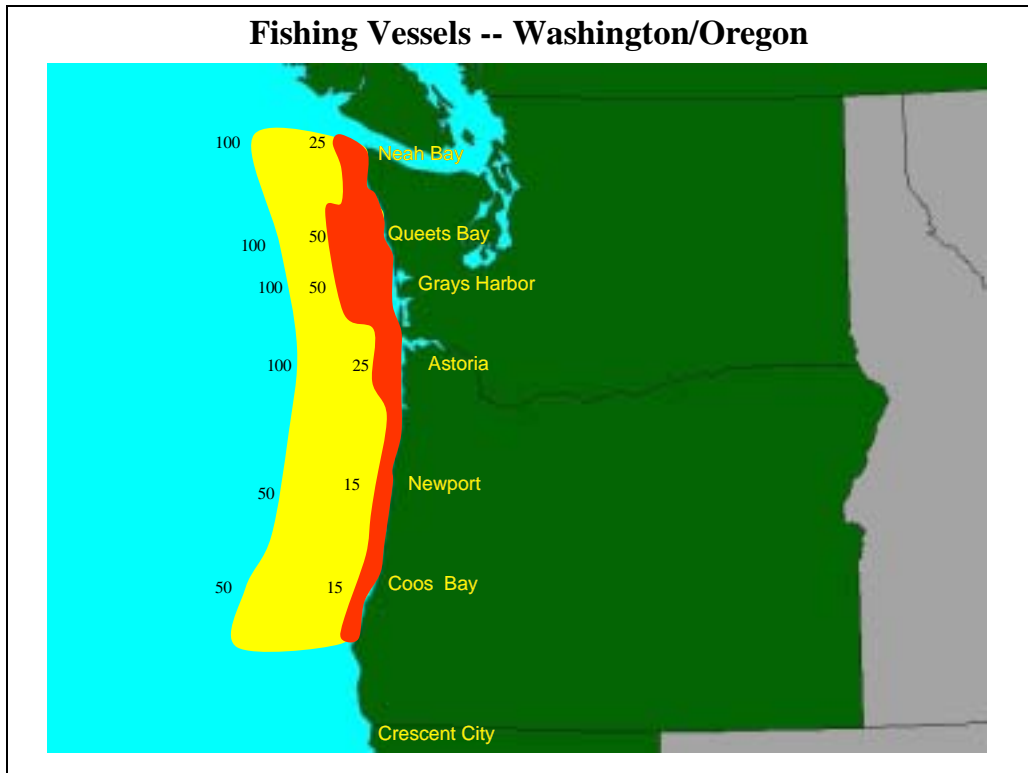 Fishing Vessels -- Washington/Oregon
100 25 Neah Bay
100 50 Queets Bay
100 50 Grays Harbor
100 25 Astoria
50 15 Newport
50 15 Coos Bay
Crescent City